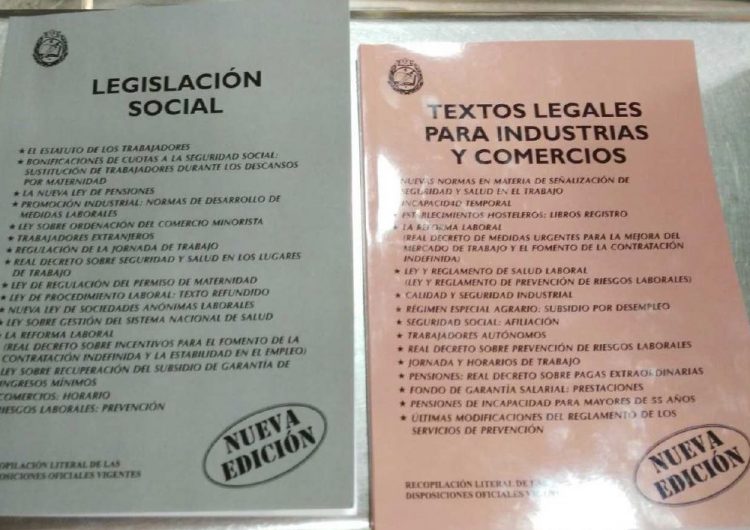 LEGISLACIÓN
SOCIAL
★ EL ESTATUTO DE LOS TRABAJADORES
★ BONIFICACIONES DE CUOTAS A LA SEGURIDAD SOCIAL:
SUSTITUCIÓN DE TRABAJADORES DURANTE LOS DESCANSOS
POR MATERNIDAD
★ LA NUEVA LEY DE PENSIONES
★ PROMOCIÓN INDUSTRIAL: NORMAS DE DESARROLLO DE
MEDIDAS LABORALES
★ LEY SOBRE ORDENACIÓN DEL COMERCIO MINORISTA
★ TRABAJADORES EXTRANJEROS
★ REGULACIÓN DE LA JORNADA DE TRABAJO
★ REAL DECRETO SOBRE SEGURIDAD Y SALUD EN LOS LUGARES
DE TRABAJO
★ LEY DE REGULACIÓN DEL PERMISO DE MATERNIDAD
★ LEY DE PROCEDIMIENTO LABORAL: TEXTO REFUNDIDO
★ NUEVA LEY DE SOCIEDADES ANÓNIMAS LABORALES
★ LEY SOBRE GESTIÓN DEL SISTEMA NACIONAL DE SALUD
★ LA REFORMA LABORAL
(REAL DECRETO SOBRE INCENTIVOS PARA EL FOMENTO DE LA
CONTRATACIÓN INDEFINIDA Y LA ESTABILIDAD EN EL EMPLEO)
LEY SOBRE RECUPERACIÓN DEL SUBSIDIO DE GARANTÍA DE
INGRESOS MÍNIMOS
COMERCIOS: HORARIO
RIESGOS LABORALES: PREVENCIÓN
NUEVA
EDICIÓN
COPILACIÓN LITERAL DE LAS
POSICIONES OFICIALES VIGENTES
TEXTOS LEGALES
PARA INDUSTRIAS
Y COMERCIOS
NUEVAS NORMAS EN MATERIA DE SEÑALIZACIÓN DE
SEGURIDAD Y SALUD EN EL TRABAJO
INCAPACIDAD TEMPORAL
★ ESTABLECIMIENTOS HOSTELEROS: LIBROS REGISTRO
★ LA REFORMA LABORAL
(REAL DECRETO DE MEDIDAS URGENTES PARA LA MEJORA DEL
MERCADO DE TRABAJO Y EL FOMENTO DE LA CONTRATACIÓN
INDEFINIDA)
★ LEY Y REGLAMENTO DE SALUD LABORAL
(LEY Y REGLAMENTO DE PREVENCIÓN DE RIESGOS LABORALES)
★ CALIDAD Y SEGURIDAD INDUSTRIAL
★ RÉGIMEN ESPECIAL AGRARIO: SUBSIDIO POR DESEMPLEO
★ SEGURIDAD SOCIAL: AFILIACIÓN
★ TRABAJADORES AUTÓNOMOS
★ REAL DECRETO SOBRE PREVENCIÓN DE RIESGOS LABORALES
★ JORNADA Y HORARIOS DE TRABAJO
★ PENSIONES: REAL DECRETO SOBRE PAGAS EXTRAORDINARIAS
★ FONDO DE GARANTÍA SALARIAL: PRESTACIONES
★ PENSIONES DE INCAPACIDAD PARA MAYORES DE 55 AÑOS
★ ÚLTIMAS MODIFICACIONES DEL REGLAMENTO DE LOS
SERVICIOS DE PREVENCIÓN
NUEVA
EDICIÓN
RECOPILACIÓN LITERAL DE LA
DISPOSICIONES OFICIALES VIGEN